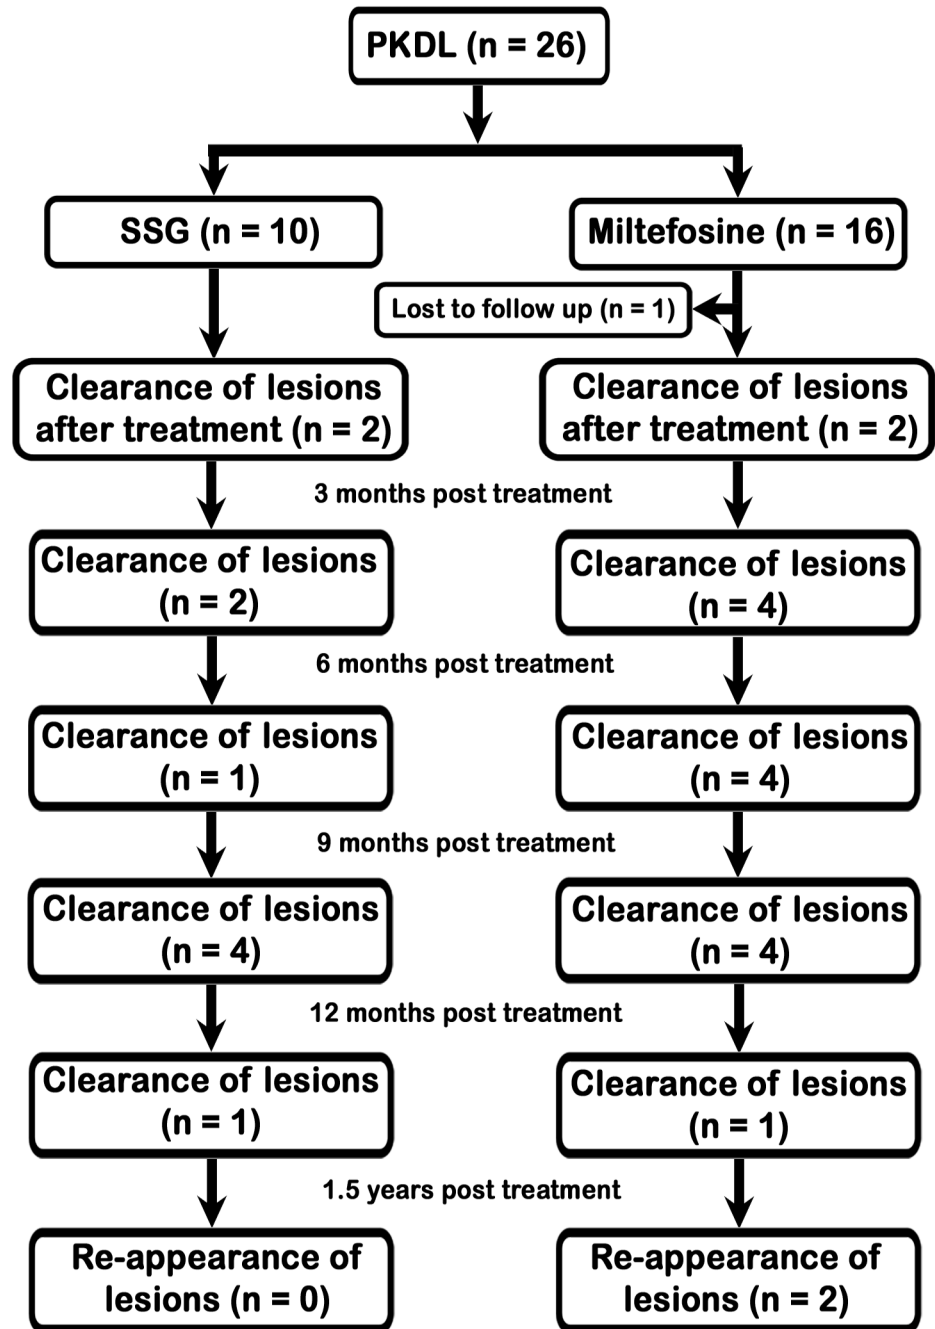 PKDL (n = 26)
SSG (n = 10)
Miltefosine (n = 16)
Lost to follow up (n = 1)
Clearance of lesions
after treatment (n = 2)
Clearance of lesions
after treatment (n = 2)
3 months post treatment
Clearance of lesions
(n = 2)
Clearance of lesions
(n = 4)
6 months post treatment
Clearance of lesions
(n = 1)
Clearance of lesions
(n = 4)
9 months post treatment
Clearance of lesions
(n = 4)
Clearance of lesions
(n = 4)
12 months post treatment
Clearance of lesions
(n = 1)
Clearance of lesions
(n = 1)
1.5 years post treatment
Re-appearance of
lesions (n = 0)
Re-appearance of
lesions (n = 2)